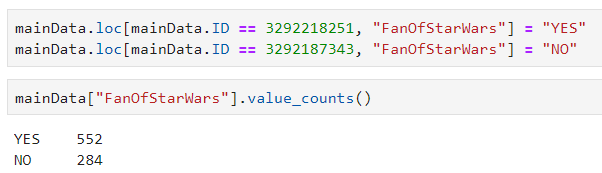 mainData.loc[mainData.ID == 3292218251, "FanOfStarWars"] = "YES"
mainData.loc[mainData.ID == 3292187343, "FanOfStarWars"] = "NO"
mainData["FanOfStarWars"].value_counts()
YES    552
NO     284